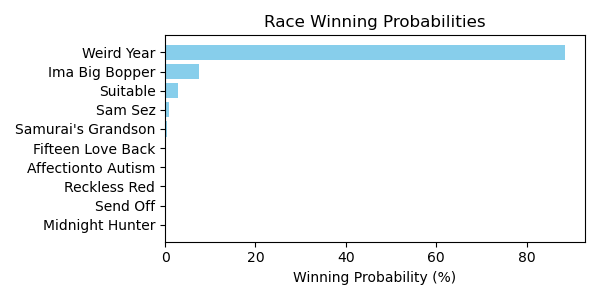 Race Winning Probabilities
Weird Year
Ima Big Bopper
Suitable
Sam Sez
Samurai's Grandson
Fifteen Love Back
Affectionto Autism
Reckless Red
Send Off
Midnight Hunter
0 20 40 60 80
Winning Probability (%)